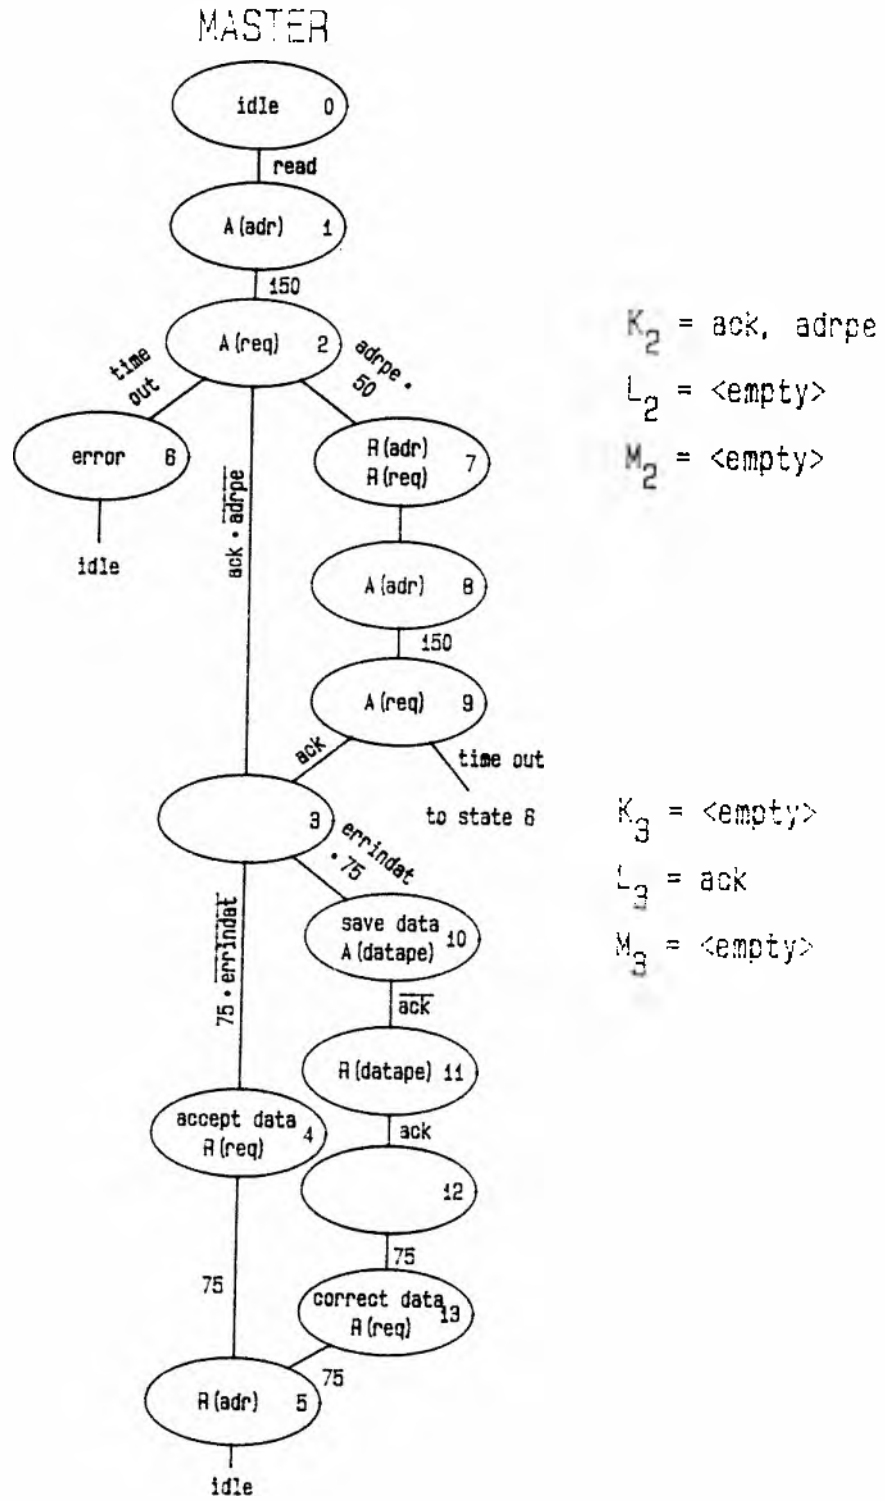 MASTER
idle 0
read
A(adr) 1
150
A(req) 2
time
out
adrpe •
50
K2 = ack, adrpe
L2 = <empty>
M2 = <empty>
error 6
idle
ack • a̅d̅r̅p̅e̅
R(adr)
R(req) 7
A(adr) 8
150
A(req) 9
ack
time out
to state 6
3
errindat
• 75
K3 = <empty>
L3 = ack
M3 = <empty>
75 • e̅r̅r̅i̅n̅d̅a̅t̅
save data
A(datape) 10
a̅c̅k̅
R(datape) 11
ack
accept data
R(req) 4
12
75
75
correct data
R(req) 13
75
R(adr) 5
idle